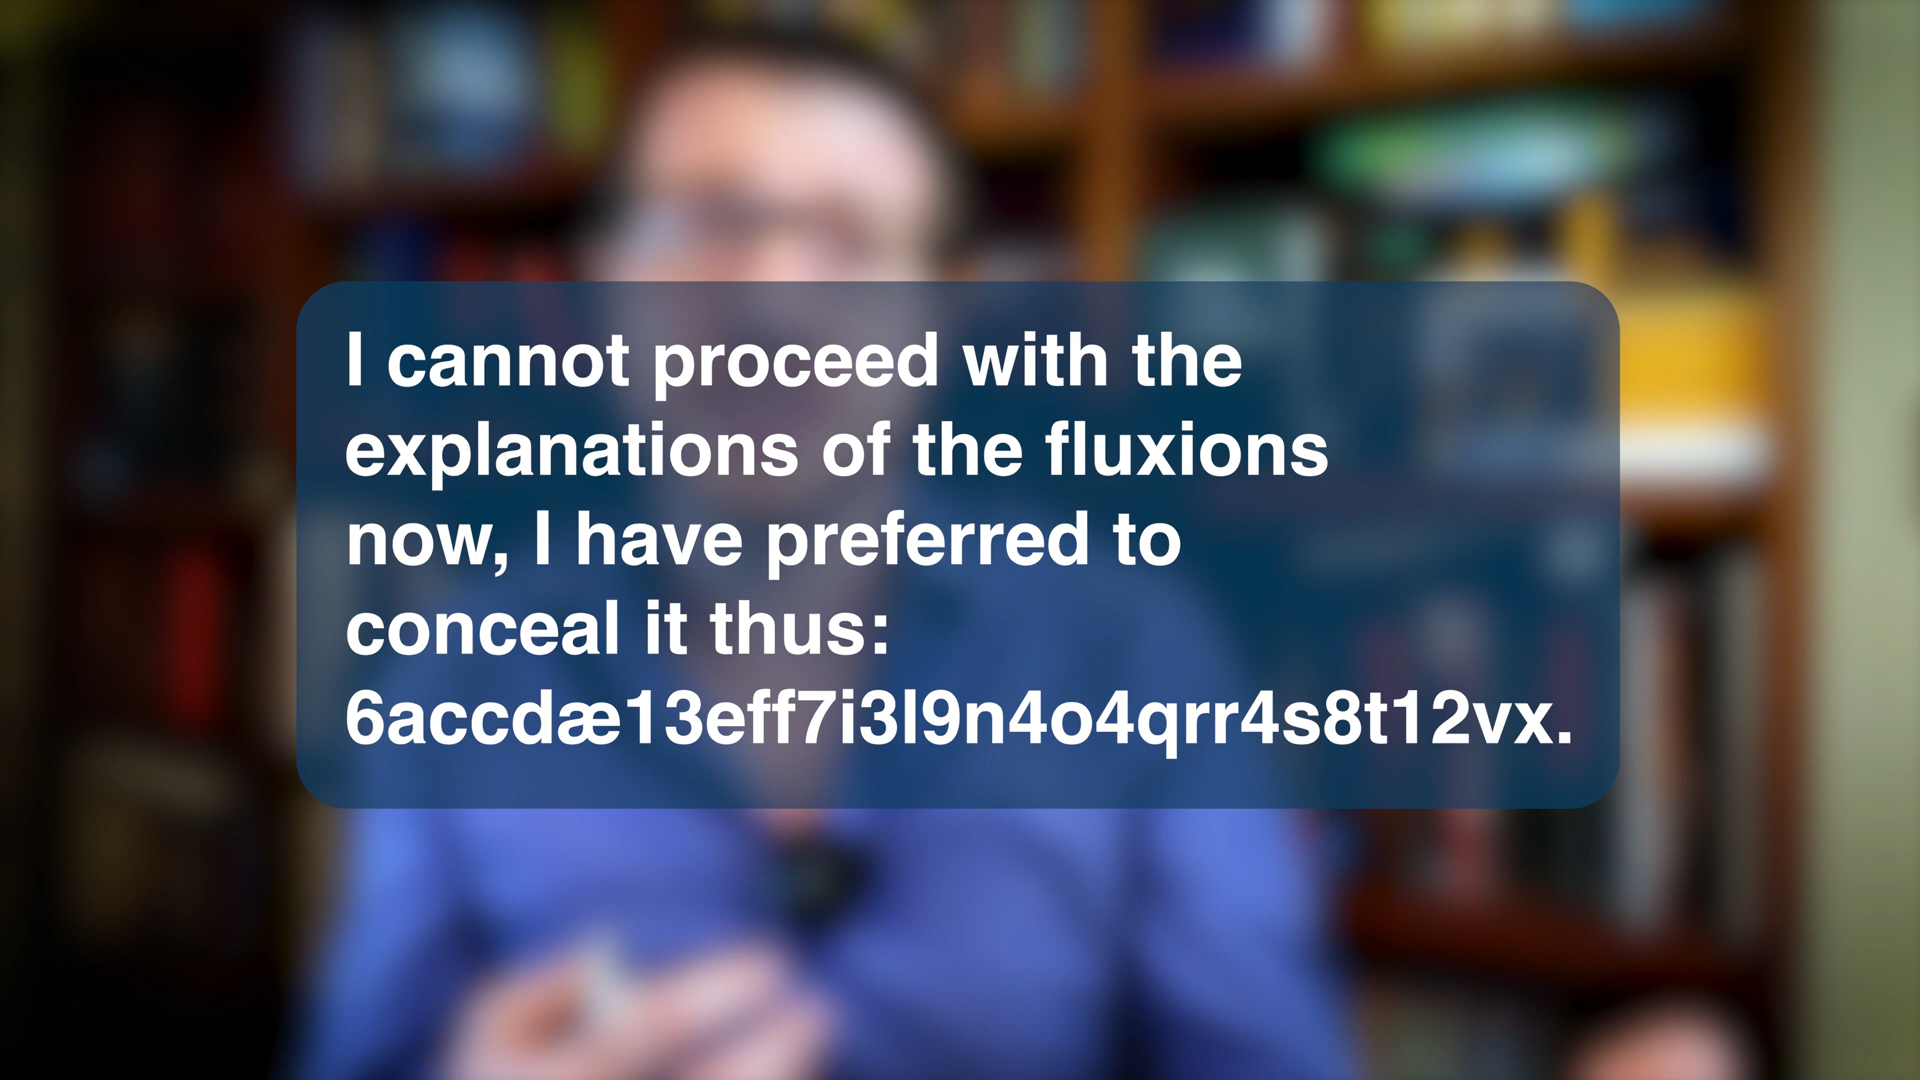 I cannot proceed with the
explanations of the fluxions
now, I have preferred to
conceal it thus:
6accdæ13eff7i3l9n4o4qrr4s8t12vx.